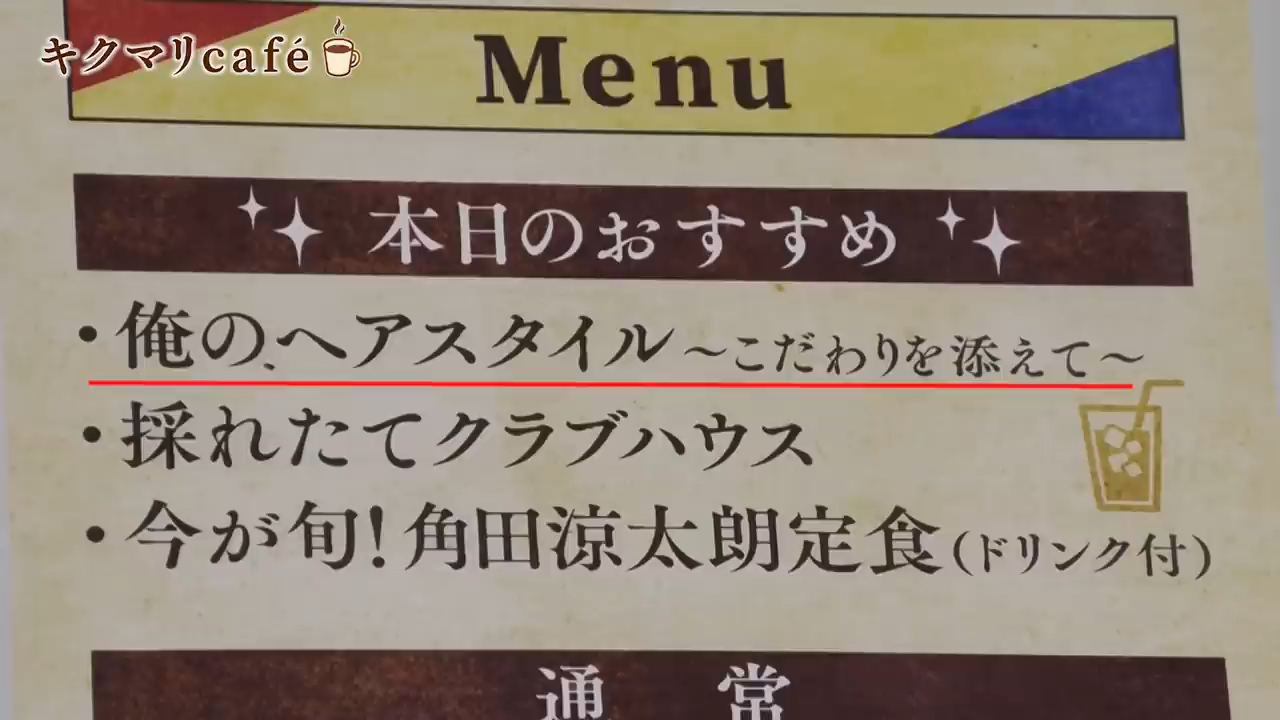 キクマリcafé
Menu
本日のおすすめ
・俺の、ヘアスタイル ～こだわりを添えて～
・採れたてクラブハウス
・今が旬！角田涼太朗定食（ドリンク付）
通常